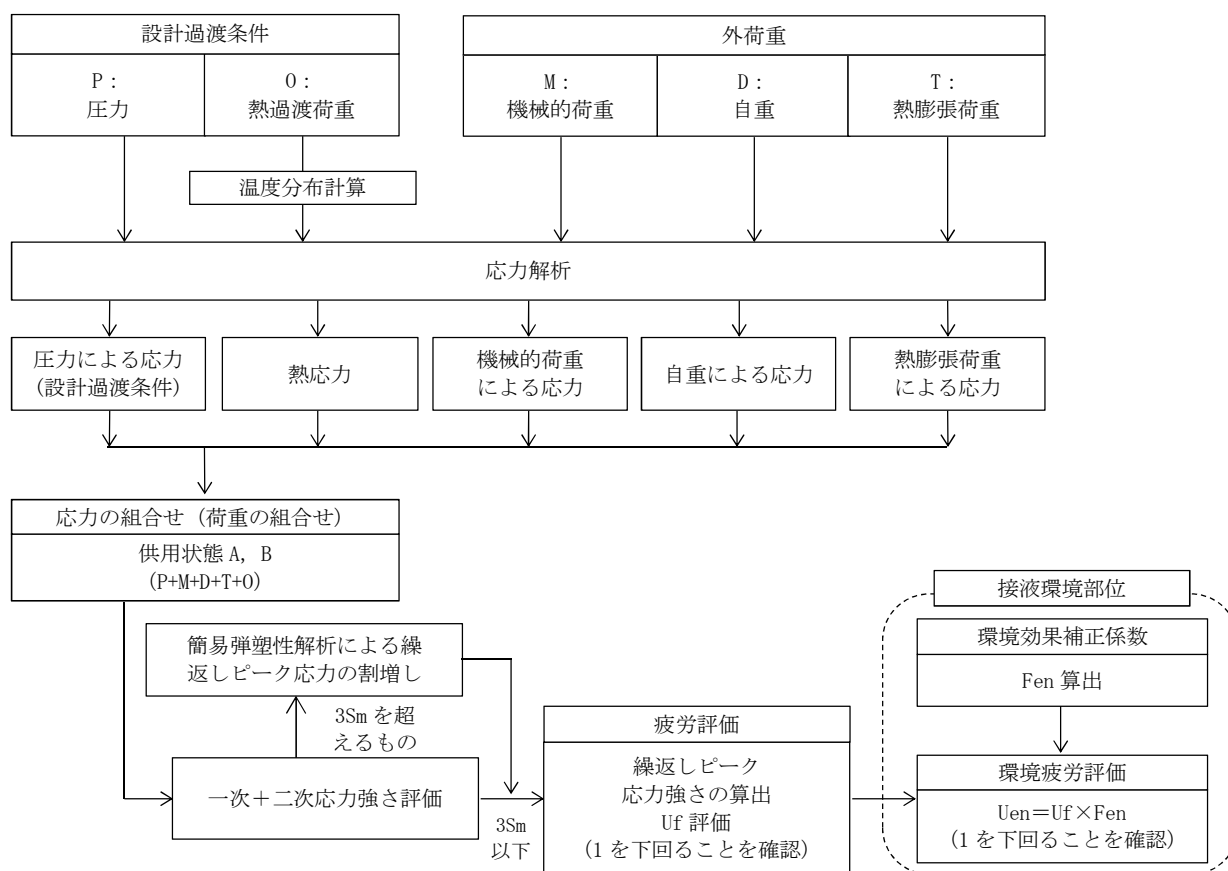 設計過渡条件
外荷重
P:
圧力
O:
熱過渡荷重
M:
機械的荷重
D:
自重
T:
熱膨張荷重
温度分布計算
応力解析
圧力による応力
(設計過渡条件)
熱応力
機械的荷重
による応力
自重による応力
熱膨張荷重
による応力
応力の組合せ (荷重の組合せ)
供用状態 A, B
(P+M+D+T+O)
簡易弾塑性解析による繰
返しピーク応力の割増し
3Sm を超
えるもの
一次＋二次応力強さ評価
3Sm
以下
疲労評価
繰返しピーク
応力強さの算出
Uf 評価
(1 を下回ることを確認)
接液環境部位
環境効果補正係数
Fen 算出
環境疲労評価
Uen＝Uf×Fen
(1 を下回ることを確認)